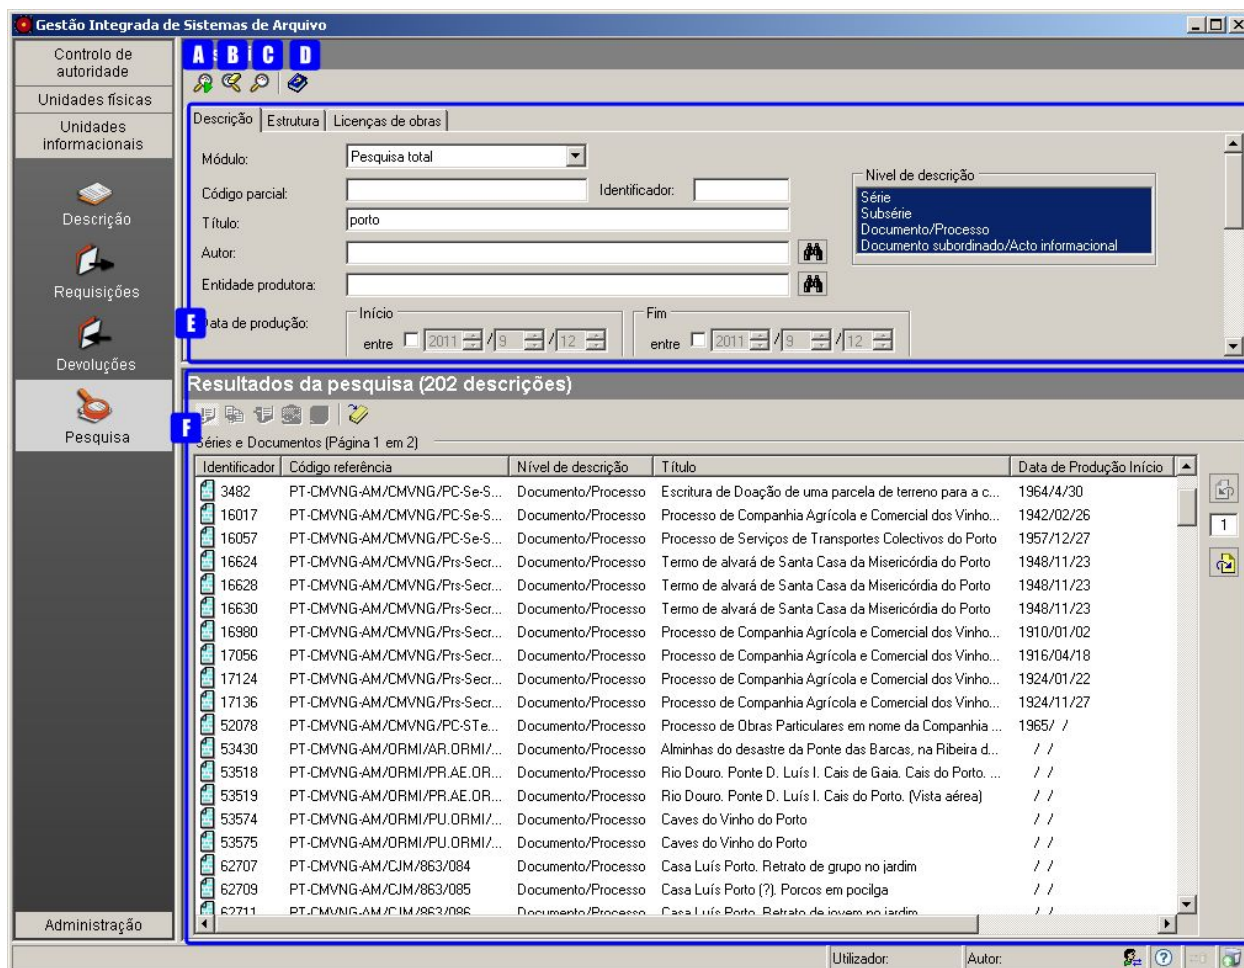 Gestão Integrada de Sistemas de Arquivo
Controlo de autoridade
Unidades físicas
Unidades informacionais
Descrição
Requisições
Devoluções
Pesquisa
Administração
A B C D
Descrição Estrutura Licenças de obras
Módulo: Pesquisa total
Código parcial: Identificador:
Título: porto
Autor:
Entidade produtora:
Nível de descrição
Série
Subsérie
Documento/Processo
Documento subordinado/Acto informacional
E
Data de produção: Início Fim
entre 2011 / 9 / 12 entre 2011 / 9 / 12
Resultados da pesquisa (202 descrições)
F
Séries e Documentos (Página 1 em 2)
Identificador Código referência Nível de descrição Título Data de Produção Início
3482 PT-CMVNG-AM/CMVNG/PC-Se-S... Documento/Processo Escritura de Doação de uma parcela de terreno para a c... 1964/4/30
16017 PT-CMVNG-AM/CMVNG/PC-Se-S... Documento/Processo Processo de Companhia Agrícola e Comercial dos Vinho... 1942/02/26
16057 PT-CMVNG-AM/CMVNG/PC-Se-S... Documento/Processo Processo de Serviços de Transportes Colectivos do Porto 1957/12/27
16624 PT-CMVNG-AM/CMVNG/Prs-Secr... Documento/Processo Termo de alvará de Santa Casa da Misericórdia do Porto 1948/11/23
16628 PT-CMVNG-AM/CMVNG/Prs-Secr... Documento/Processo Termo de alvará de Santa Casa da Misericórdia do Porto 1948/11/23
16630 PT-CMVNG-AM/CMVNG/Prs-Secr... Documento/Processo Termo de alvará de Santa Casa da Misericórdia do Porto 1948/11/23
16980 PT-CMVNG-AM/CMVNG/Prs-Secr... Documento/Processo Processo de Companhia Agrícola e Comercial dos Vinho... 1910/01/02
17056 PT-CMVNG-AM/CMVNG/Prs-Secr... Documento/Processo Processo de Companhia Agrícola e Comercial dos Vinho... 1916/04/18
17124 PT-CMVNG-AM/CMVNG/Prs-Secr... Documento/Processo Processo de Companhia Agrícola e Comercial dos Vinho... 1924/01/22
17136 PT-CMVNG-AM/CMVNG/Prs-Secr... Documento/Processo Processo de Companhia Agrícola e Comercial dos Vinho... 1924/11/27
52078 PT-CMVNG-AM/CMVNG/PC-STe... Documento/Processo Processo de Obras Particulares em nome da Companhia ... 1965/ /
53430 PT-CMVNG-AM/ORMI/AR.ORMI/... Documento/Processo Alminhas do desastre da Ponte das Barcas, na Ribeira d... / /
53518 PT-CMVNG-AM/ORMI/PR.AE.OR... Documento/Processo Rio Douro. Ponte D. Luís I. Cais de Gaia. Cais do Porto. ... / /
53519 PT-CMVNG-AM/ORMI/PR.AE.OR... Documento/Processo Rio Douro. Ponte D. Luís I. Cais do Porto. (Vista aérea) / /
53574 PT-CMVNG-AM/ORMI/PU.ORMI/... Documento/Processo Caves do Vinho do Porto / /
53575 PT-CMVNG-AM/ORMI/PU.ORMI/... Documento/Processo Caves do Vinho do Porto / /
62707 PT-CMVNG-AM/CJM/863/084 Documento/Processo Casa Luís Porto. Retrato de grupo no jardim / /
62709 PT-CMVNG-AM/CJM/863/085 Documento/Processo Casa Luís Porto (?). Porcos em pocilga / /
62711 PT-CMVNG-AM/CJM/863/086 Documento/Processo Casa Luís Porto. Retrato de jovem no jardim / /
1
Utilizador: Autor: